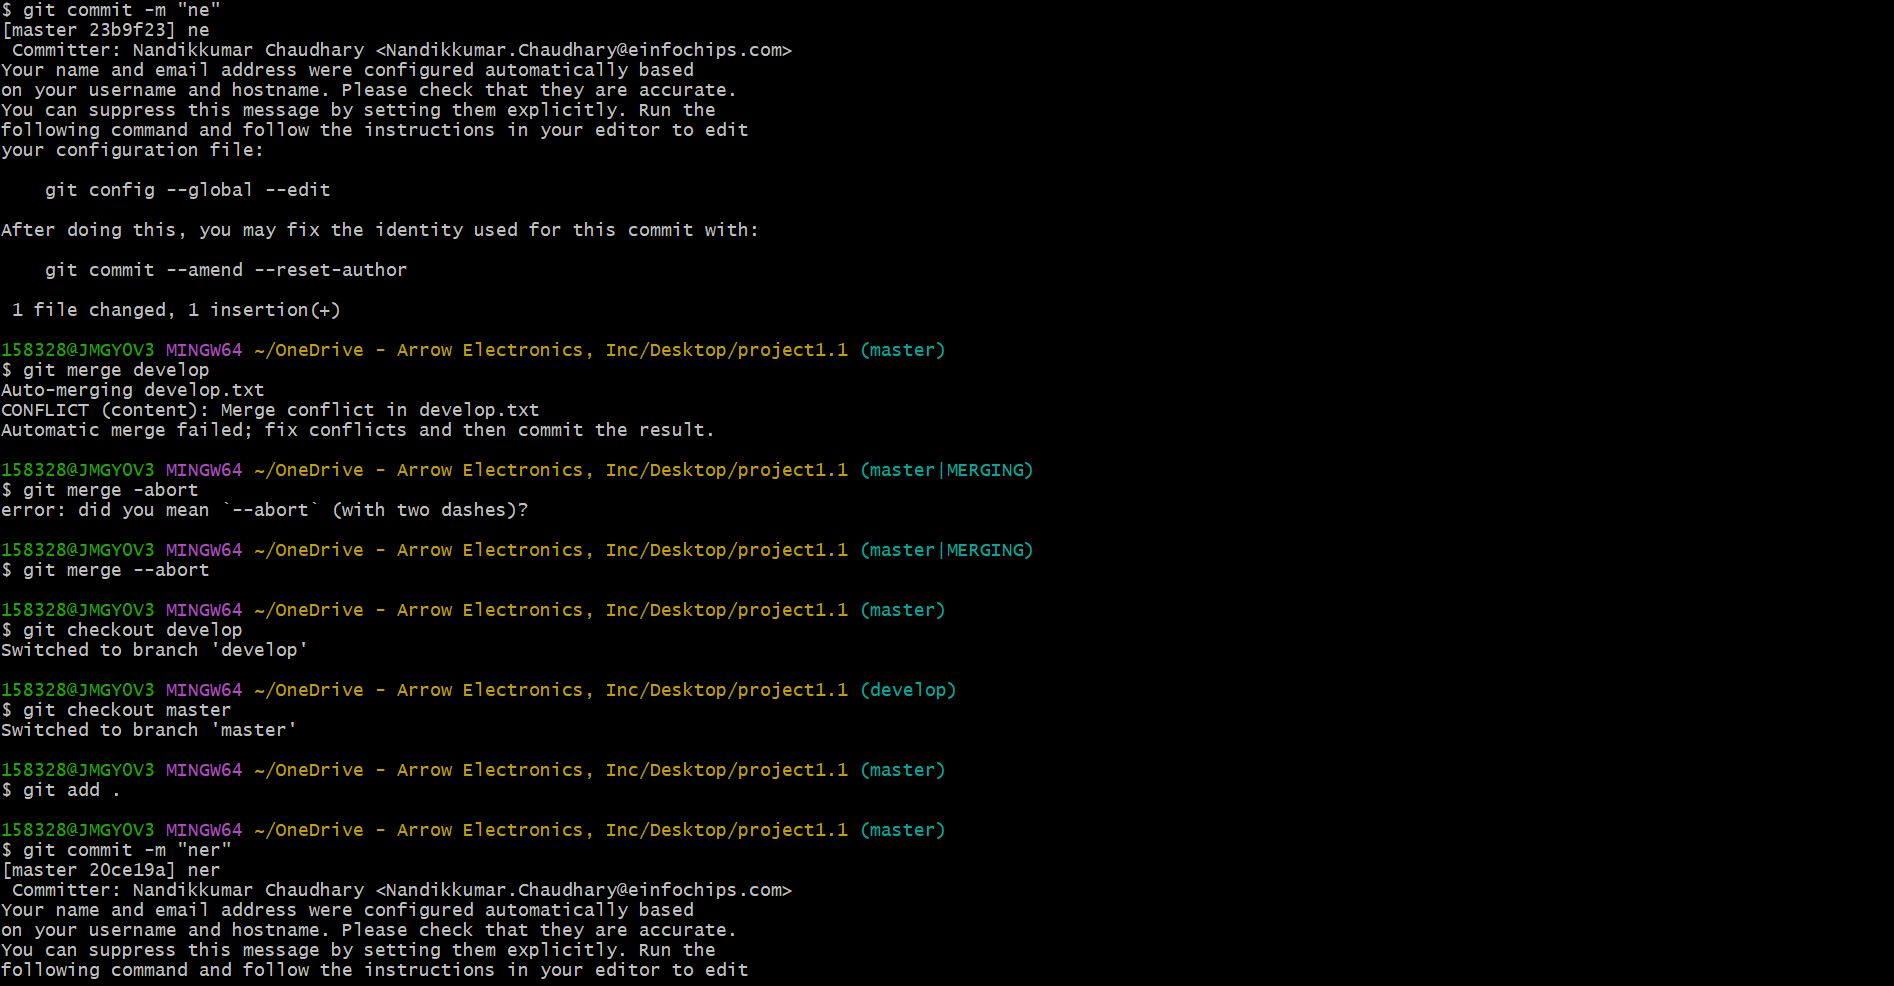 $ git commit -m "ne"
[master 23b9f23] ne
 Committer: Nandikkumar Chaudhary <Nandikkumar.Chaudhary@einfochips.com>
Your name and email address were configured automatically based
on your username and hostname. Please check that they are accurate.
You can suppress this message by setting them explicitly. Run the
following command and follow the instructions in your editor to edit
your configuration file:

    git config --global --edit

After doing this, you may fix the identity used for this commit with:

    git commit --amend --reset-author

 1 file changed, 1 insertion(+)

158328@JMGYOV3 MINGW64 ~/OneDrive - Arrow Electronics, Inc/Desktop/project1.1 (master)
$ git merge develop
Auto-merging develop.txt
CONFLICT (content): Merge conflict in develop.txt
Automatic merge failed; fix conflicts and then commit the result.

158328@JMGYOV3 MINGW64 ~/OneDrive - Arrow Electronics, Inc/Desktop/project1.1 (master|MERGING)
$ git merge -abort
error: did you mean `--abort` (with two dashes)?

158328@JMGYOV3 MINGW64 ~/OneDrive - Arrow Electronics, Inc/Desktop/project1.1 (master|MERGING)
$ git merge --abort

158328@JMGYOV3 MINGW64 ~/OneDrive - Arrow Electronics, Inc/Desktop/project1.1 (master)
$ git checkout develop
Switched to branch 'develop'

158328@JMGYOV3 MINGW64 ~/OneDrive - Arrow Electronics, Inc/Desktop/project1.1 (develop)
$ git checkout master
Switched to branch 'master'

158328@JMGYOV3 MINGW64 ~/OneDrive - Arrow Electronics, Inc/Desktop/project1.1 (master)
$ git add .

158328@JMGYOV3 MINGW64 ~/OneDrive - Arrow Electronics, Inc/Desktop/project1.1 (master)
$ git commit -m "ner"
[master 20ce19a] ner
 Committer: Nandikkumar Chaudhary <Nandikkumar.Chaudhary@einfochips.com>
Your name and email address were configured automatically based
on your username and hostname. Please check that they are accurate.
You can suppress this message by setting them explicitly. Run the
following command and follow the instructions in your editor to edit